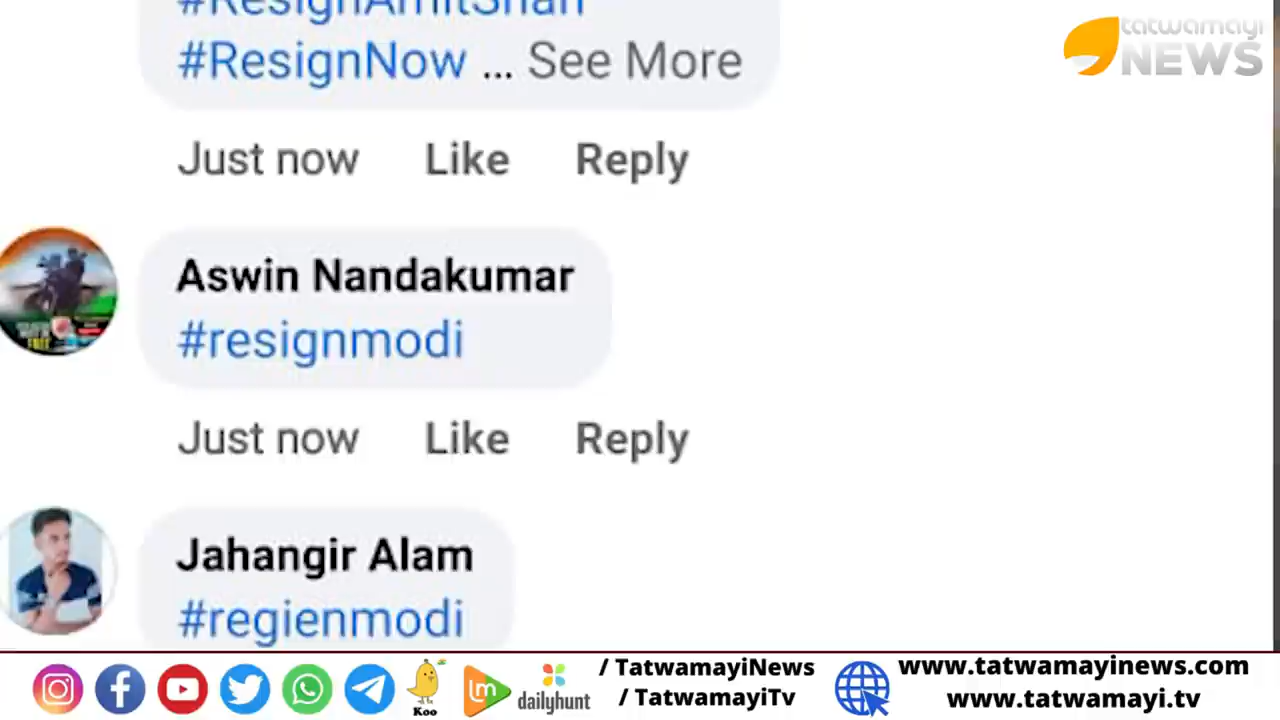 #ResignAmitShah
#ResignNow ... See More
tatwamayi
NEWS
Just now Like Reply
Aswin Nandakumar
#resignmodi
Just now Like Reply
Jahangir Alam
#regienmodi
Koo
dailyhunt
/ TatwamayiNews
/ TatwamayiTv
www.tatwamayinews.com
www.tatwamayi.tv